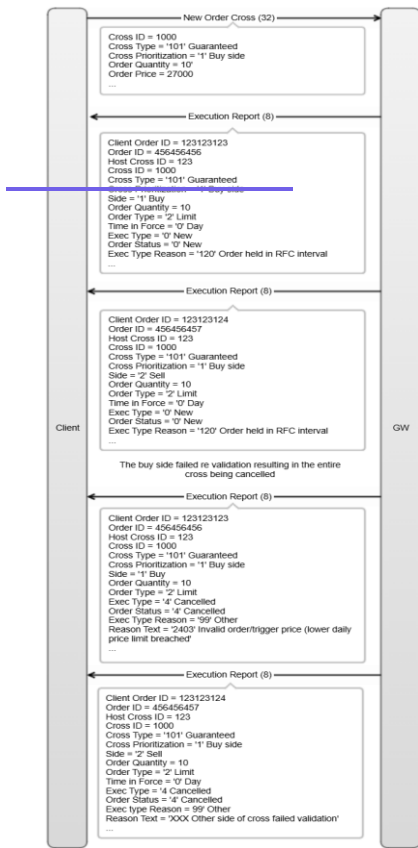 New Order Cross (32)
Cross ID = 1000
Cross Type = '101' Guaranteed
Cross Prioritization = '1' Buy side
Order Quantity = 10'
Order Price = 27000
...
Execution Report (8)
Client Order ID = 123123123
Order ID = 456456456
Host Cross ID = 123
Cross ID = 1000
Cross Type = '101' Guaranteed
Cross Prioritization = '1' Buy side
Side = '1' Buy
Order Quantity = 10
Order Type = '2' Limit
Time in Force = '0' Day
Exec Type = '0' New
Order Status = '0' New
Exec Type Reason = '120' Order held in RFC interval
...
Execution Report (8)
Client Order ID = 123123124
Order ID = 456456457
Host Cross ID = 123
Cross ID = 1000
Cross Type = '101' Guaranteed
Cross Prioritization = '1' Buy side
Side = '2' Sell
Order Quantity = 10
Order Type = '2' Limit
Time in Force = '0' Day
Exec Type = '0' New
Order Status = '0' New
Exec Type Reason = '120' Order held in RFC interval
...
Client
GW
The buy side failed re validation resulting in the entire
cross being cancelled
Execution Report (8)
Client Order ID = 123123123
Order ID = 456456456
Host Cross ID = 123
Cross ID = 1000
Cross Type = '101' Guaranteed
Cross Prioritization = '1' Buy side
Side = '1' Buy
Order Quantity = 10
Order Type = '2' Limit
Exec Type = '4' Cancelled
Order Status = '4' Cancelled
Exec Type Reason = '99' Other
Reason Text = '2403' Invalid order/trigger price (lower daily
price limit breached'
...
Execution Report (8)
Client Order ID = 123123124
Order ID = 456456457
Host Cross ID = 123
Cross ID = 1000
Cross Type = '101' Guaranteed
Cross Prioritization = '1' Buy side
Side = '2' Sell
Order Quantity = 10
Order Type = '2' Limit
Time in Force = '0' Day
Exec Type = '4 Cancelled
Order Status = '4' Cancelled
Exec type Reason = 99' Other
Reason Text = 'XXX Other side of cross failed validation'
...